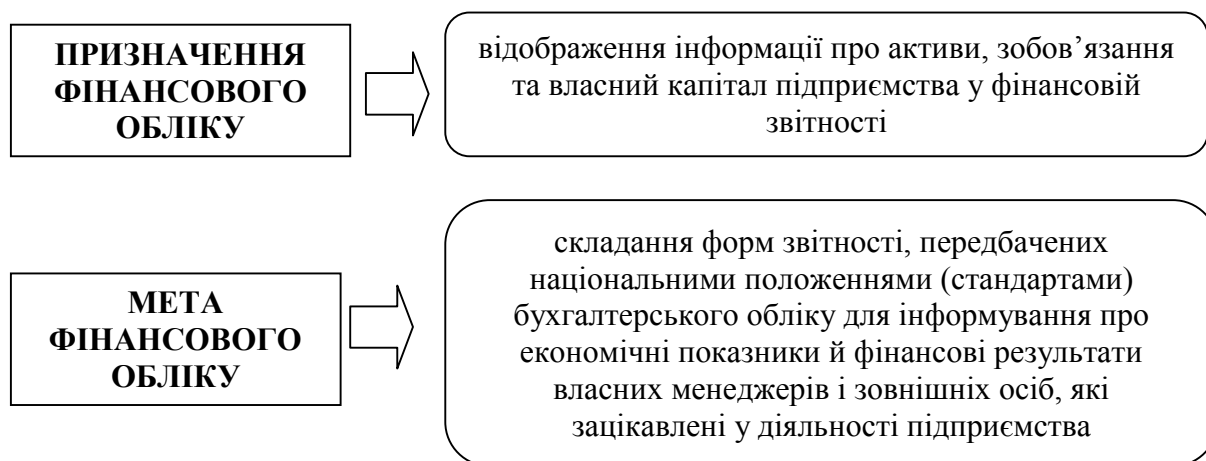 ПРИЗНАЧЕННЯ
ФІНАНСОВОГО
ОБЛІКУ
відображення інформації про активи, зобов’язання
та власний капітал підприємства у фінансовій
звітності
МЕТА
ФІНАНСОВОГО
ОБЛІКУ
складання форм звітності, передбачених
національними положеннями (стандартами)
бухгалтерського обліку для інформування про
економічні показники й фінансові результати
власних менеджерів і зовнішніх осіб, які
зацікавлені у діяльності підприємства